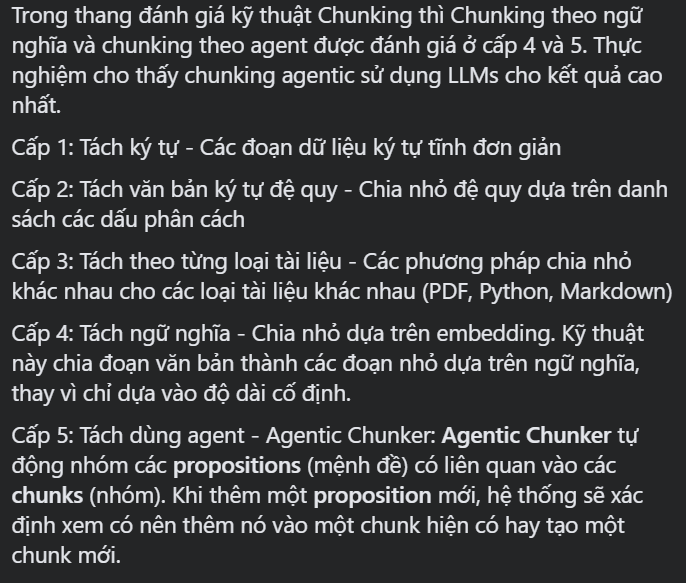 Trong thang đánh giá kỹ thuật Chunking thì Chunking theo ngữ
nghĩa và chunking theo agent được đánh giá ở cấp 4 và 5. Thực
nghiệm cho thấy chunking agentic sử dụng LLMs cho kết quả cao
nhất.
Cấp 1: Tách ký tự - Các đoạn dữ liệu ký tự tĩnh đơn giản
Cấp 2: Tách văn bản ký tự đệ quy - Chia nhỏ đệ quy dựa trên danh
sách các dấu phân cách
Cấp 3: Tách theo từng loại tài liệu - Các phương pháp chia nhỏ
khác nhau cho các loại tài liệu khác nhau (PDF, Python, Markdown)
Cấp 4: Tách ngữ nghĩa - Chia nhỏ dựa trên embedding. Kỹ thuật
này chia đoạn văn bản thành các đoạn nhỏ dựa trên ngữ nghĩa,
thay vì chỉ dựa vào độ dài cố định.
Cấp 5: Tách dùng agent - Agentic Chunker: Agentic Chunker tự
động nhóm các propositions (mệnh đề) có liên quan vào các
chunks (nhóm). Khi thêm một proposition mới, hệ thống sẽ xác
định xem có nên thêm nó vào một chunk hiện có hay tạo một
chunk mới.